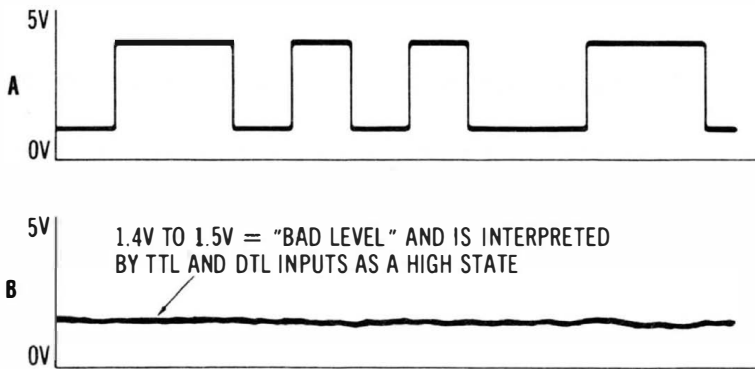 5V
A
0V
5V
1.4V TO 1.5V = "BAD LEVEL" AND IS INTERPRETED
BY TTL AND DTL INPUTS AS A HIGH STATE
B
0V